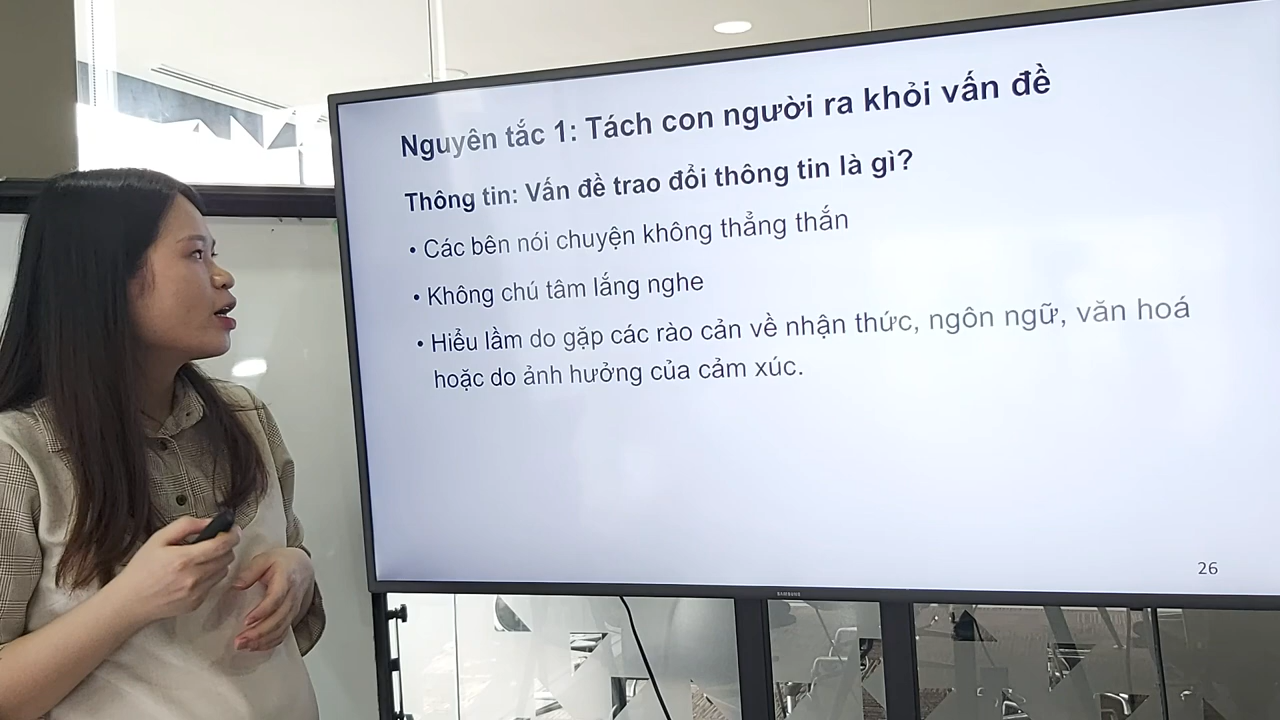 Nguyên tắc 1: Tách con người ra khỏi vấn đề
Thông tin: Vấn đề trao đổi thông tin là gì?
• Các bên nói chuyện không thẳng thắn
• Không chú tâm lắng nghe
• Hiểu lầm do gặp các rào cản về nhận thức, ngôn ngữ, văn hoá
hoặc do ảnh hưởng của cảm xúc.
26
SAMSUNG